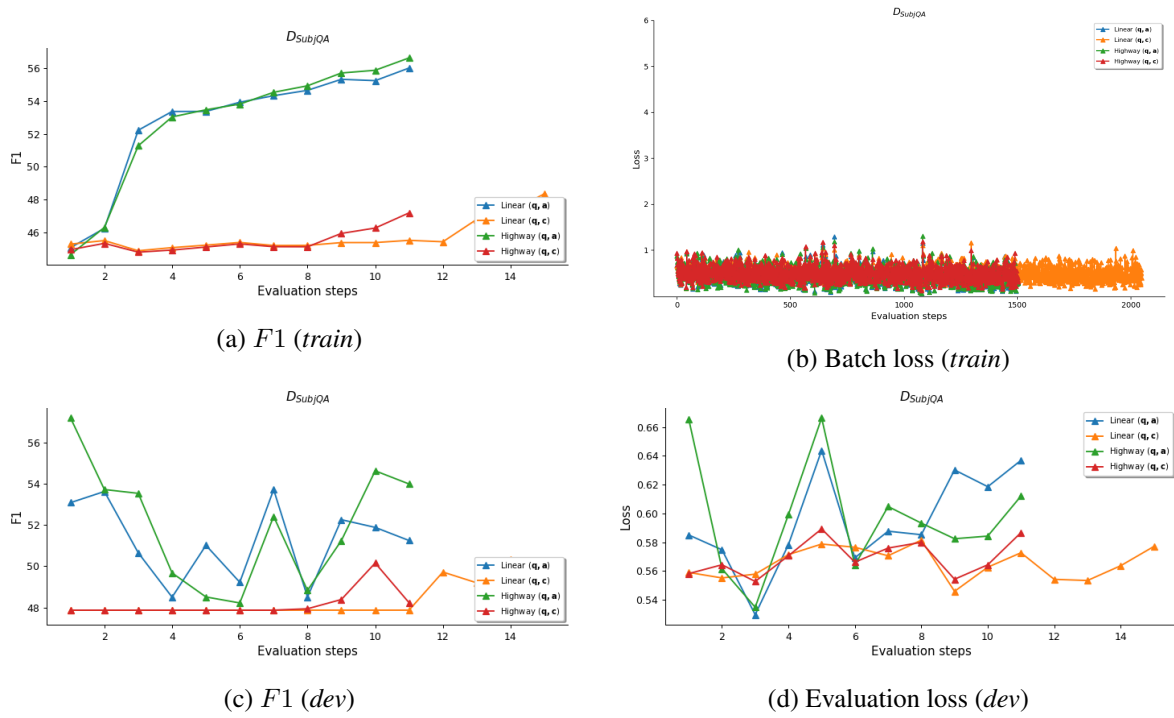 D_SubjQA
F1
56
54
52
50
48
46
2 4 6 8 10 12 14
Evaluation steps
Linear (q, a)
Linear (q, c)
Highway (q, a)
Highway (q, c)
(a) F1 (train)
D_SubjQA
Loss
6
5
4
3
2
1
0 500 1000 1500 2000
Evaluation steps
Linear (q, a)
Linear (q, c)
Highway (q, a)
Highway (q, c)
(b) Batch loss (train)
D_SubjQA
F1
56
54
52
50
48
2 4 6 8 10 12 14
Evaluation steps
Linear (q, a)
Linear (q, c)
Highway (q, a)
Highway (q, c)
(c) F1 (dev)
D_SubjQA
Loss
0.66
0.64
0.62
0.60
0.58
0.56
0.54
2 4 6 8 10 12 14
Evaluation steps
Linear (q, a)
Linear (q, c)
Highway (q, a)
Highway (q, c)
(d) Evaluation loss (dev)